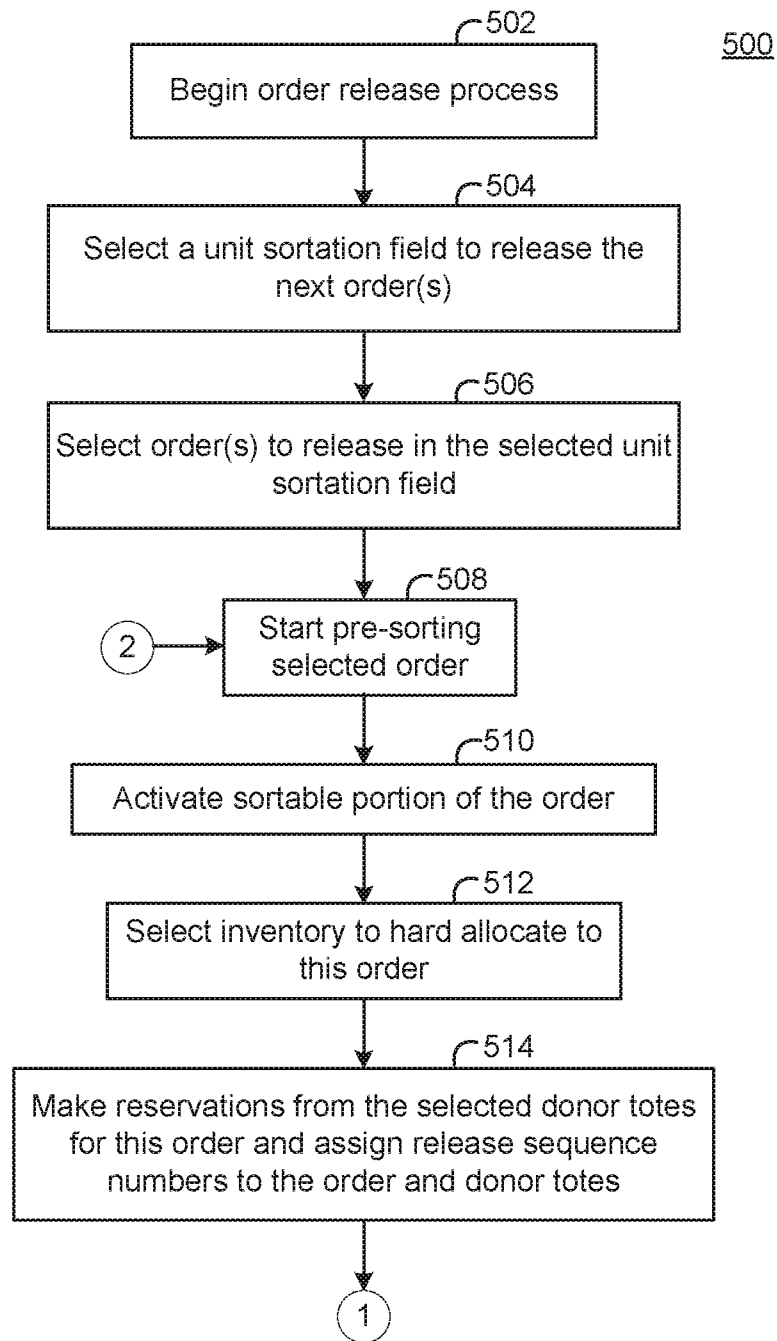 502
500
Begin order release process
504
Select a unit sortation field to release the
next order(s)
506
Select order(s) to release in the selected unit
sortation field
508
2
Start pre-sorting
selected order
510
Activate sortable portion of the order
512
Select inventory to hard allocate to
this order
514
Make reservations from the selected donor totes
for this order and assign release sequence
numbers to the order and donor totes
1